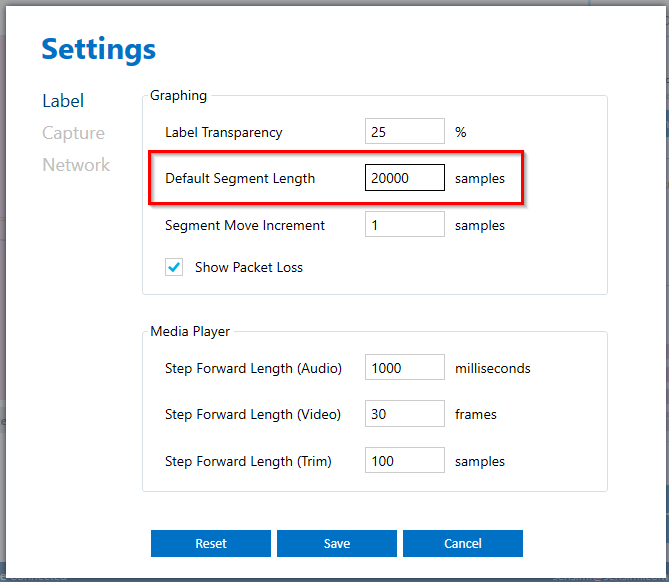 Settings
Label
Capture
Network
Graphing
Label Transparency 25 %
Default Segment Length 20000 samples
Segment Move Increment 1 samples
Show Packet Loss
Media Player
Step Forward Length (Audio) 1000 milliseconds
Step Forward Length (Video) 30 frames
Step Forward Length (Trim) 100 samples
Reset Save Cancel